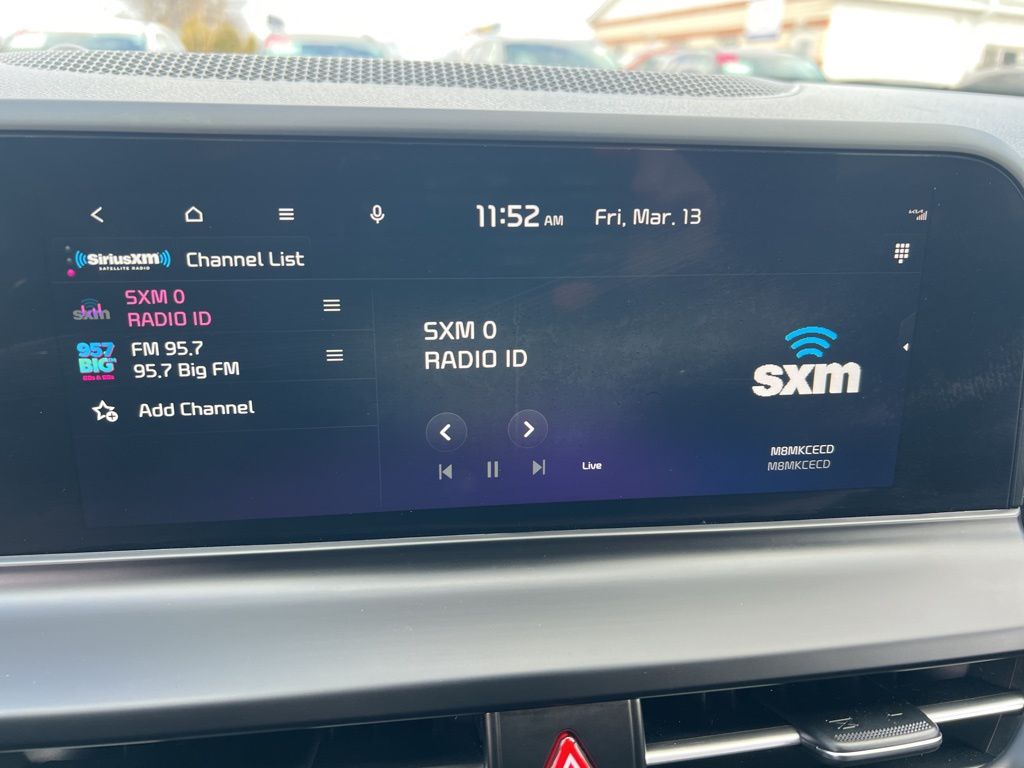 11:52 AM Fri, Mar. 13
SiriusXM
SATELLITE RADIO
Channel List
sxm
SXM 0
RADIO ID
957
BIG FM
FM 95.7
95.7 Big FM
Add Channel
SXM 0
RADIO ID
Live
sxm
M8MKCECD
M8MKCECD